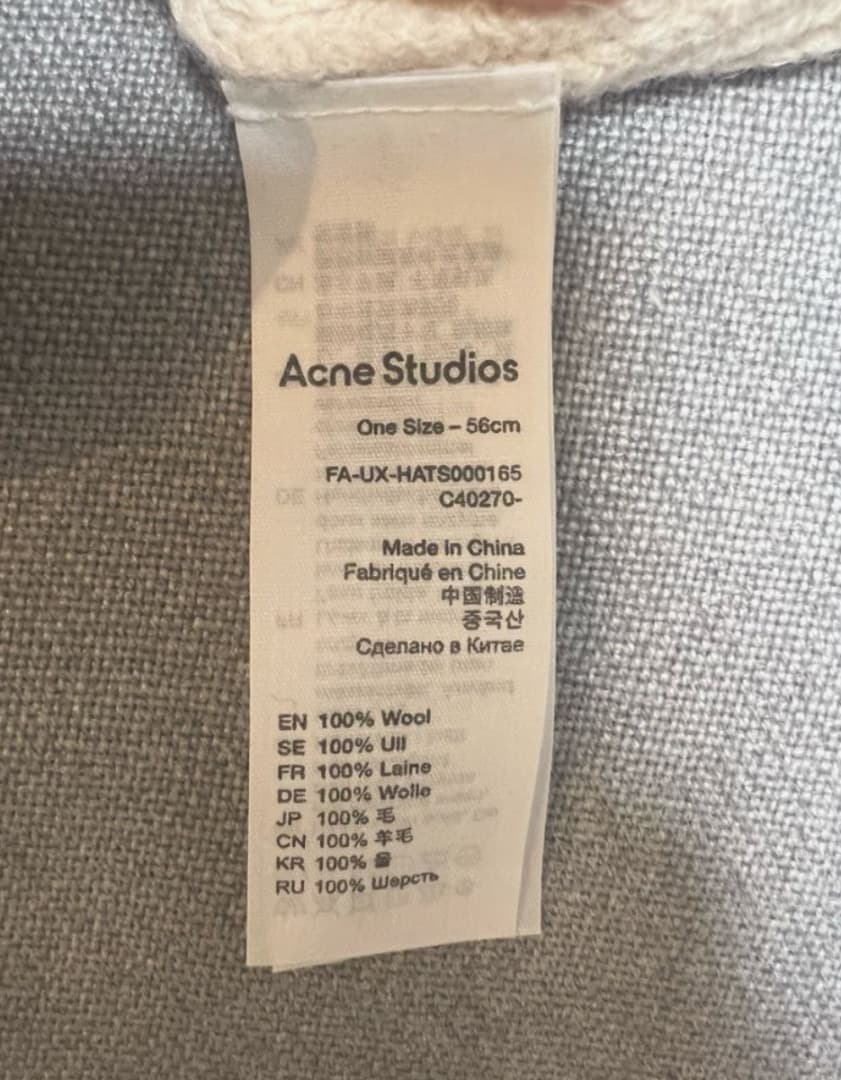 Acne Studios
One Size – 56cm
FA-UX-HATS000165
C40270-
Made in China
Fabriqué en Chine
中国制造
중국산
Сделано в Китае
EN 100% Wool
SE 100% Ull
FR 100% Laine
DE 100% Wolle
JP 100% 毛
CN 100% 羊毛
KR 100% 울
RU 100% Шерсть